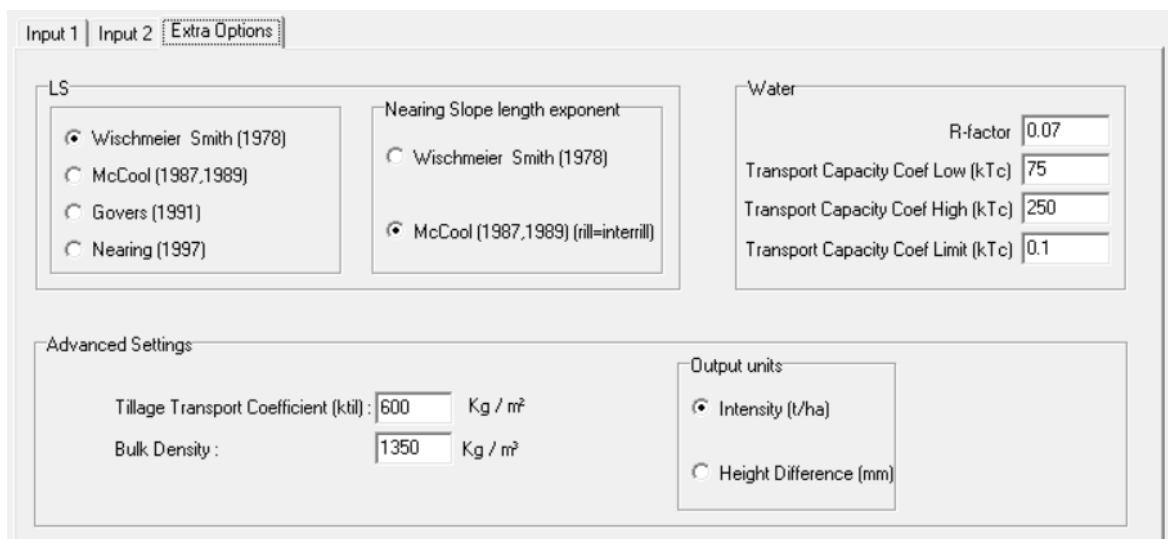 Input 1 Input 2 Extra Options
LS
Wischmeier Smith (1978)
McCool (1987,1989)
Govers (1991)
Nearing (1997)
Nearing Slope length exponent
Wischmeier Smith (1978)
McCool (1987,1989) (rill=interrill)
Water
R-factor 0.07
Transport Capacity Coef Low (kTc) 75
Transport Capacity Coef High (kTc) 250
Transport Capacity Coef Limit (kTc) 0.1
Advanced Settings
Tillage Transport Coefficient (ktil) : 600 Kg / m²
Bulk Density : 1350 Kg / m³
Output units
Intensity (t/ha)
Height Difference (mm)